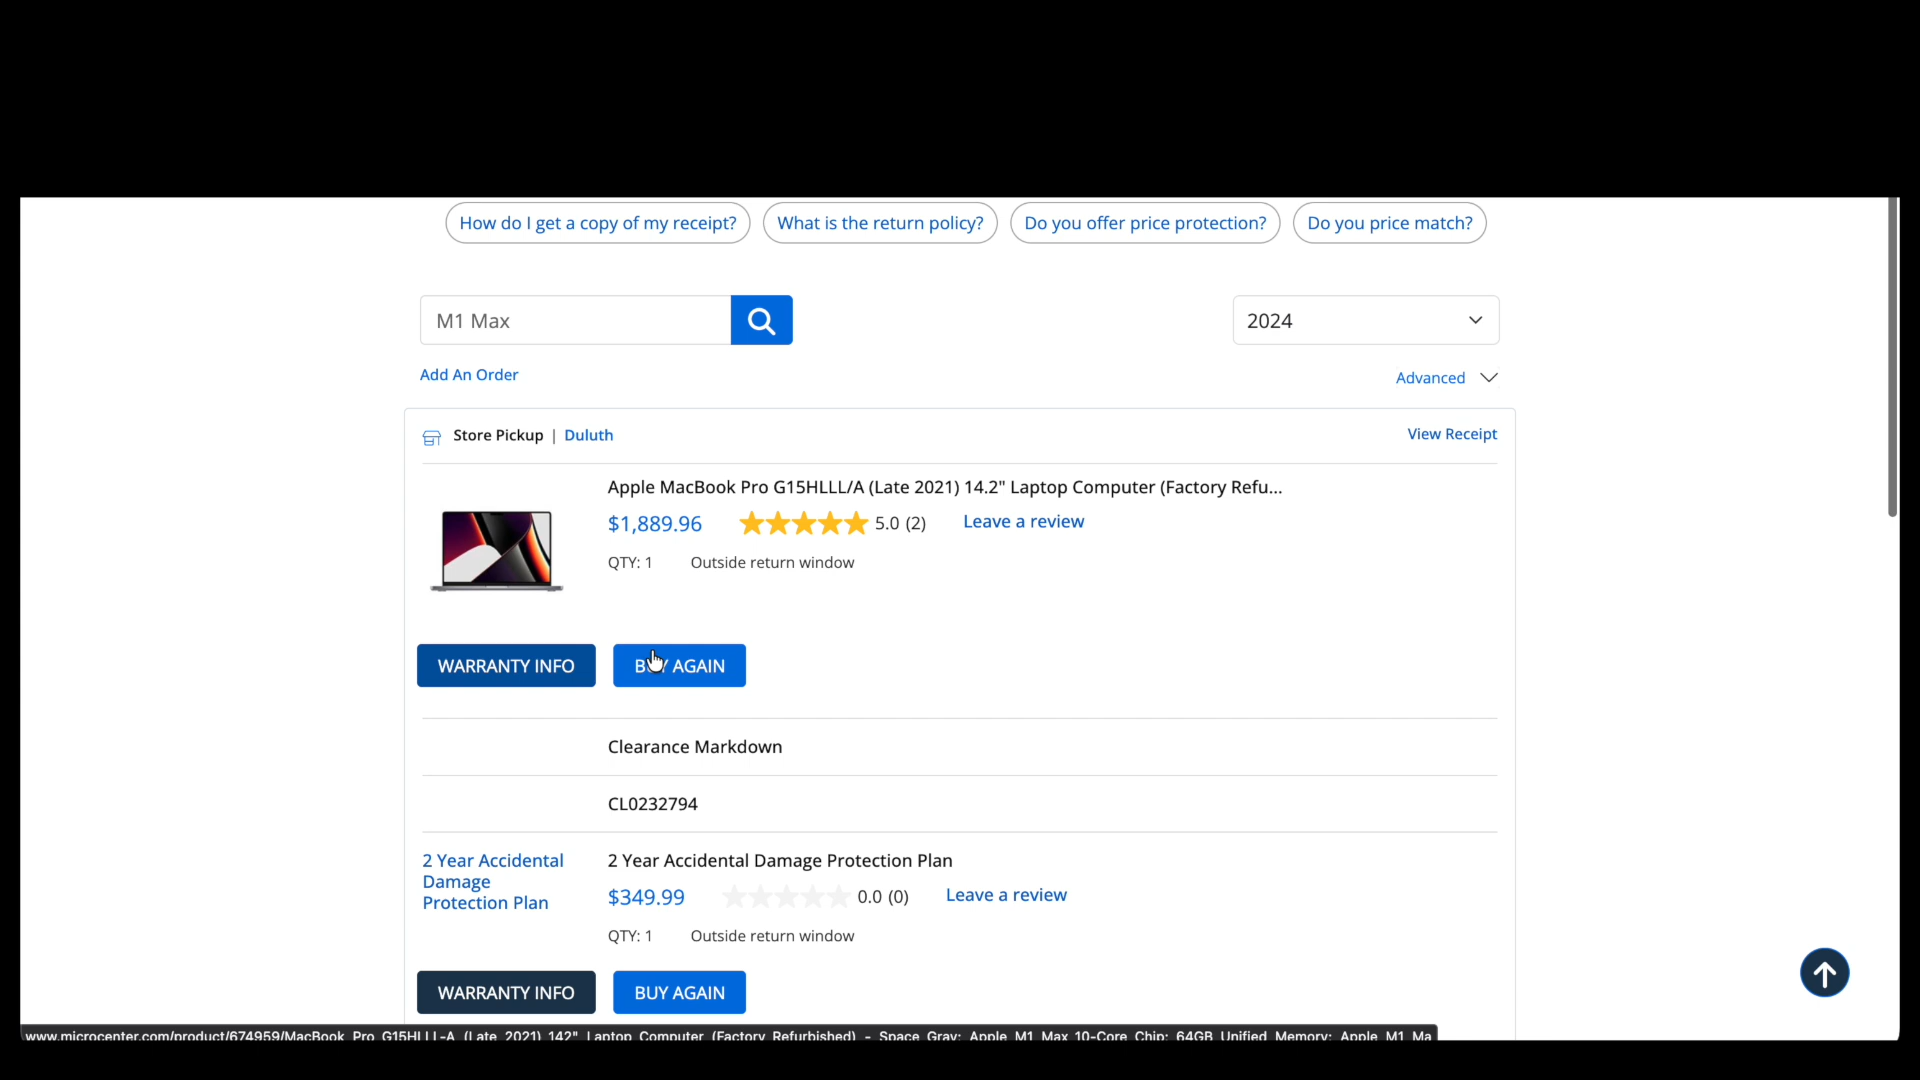 How do I get a copy of my receipt? What is the return policy? Do you offer price protection? Do you price match?
M1 Max 2024
Add An Order Advanced
Store Pickup | Duluth View Receipt
Apple MacBook Pro G15HLLL/A (Late 2021) 14.2" Laptop Computer (Factory Refu...
$1,889.96 5.0 (2) Leave a review
QTY: 1 Outside return window
WARRANTY INFO BUY AGAIN
Clearance Markdown
CL0232794
2 Year Accidental Damage Protection Plan
2 Year Accidental
Damage
Protection Plan
$349.99 0.0 (0) Leave a review
QTY: 1 Outside return window
WARRANTY INFO BUY AGAIN
www.microcenter.com/product/674959/MacBook_Pro_G15HLLL-A_(Late_2021)_142"_Laptop_Computer_(Factory_Refurbished)_-_Space_Gray;_Apple_M1_Max_10-Core_Chip;_64GB_Unified_Memory;_Apple_M1_Ma